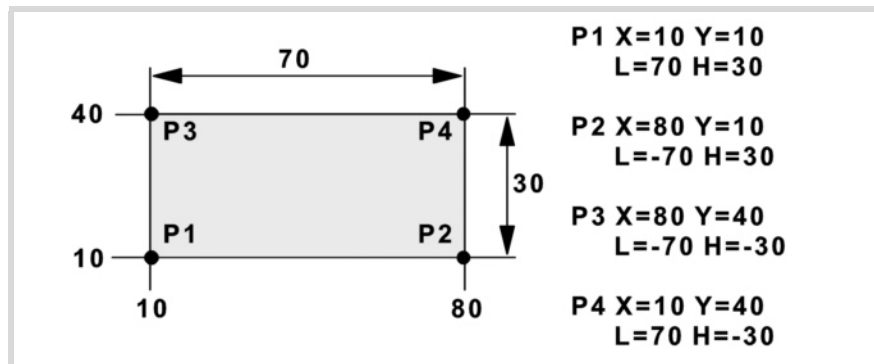 70
40
P3
P4
30
P1
P2
10
10
80
P1 X=10 Y=10
L=70 H=30
P2 X=80 Y=10
L=-70 H=30
P3 X=80 Y=40
L=-70 H=-30
P4 X=10 Y=40
L=70 H=-30